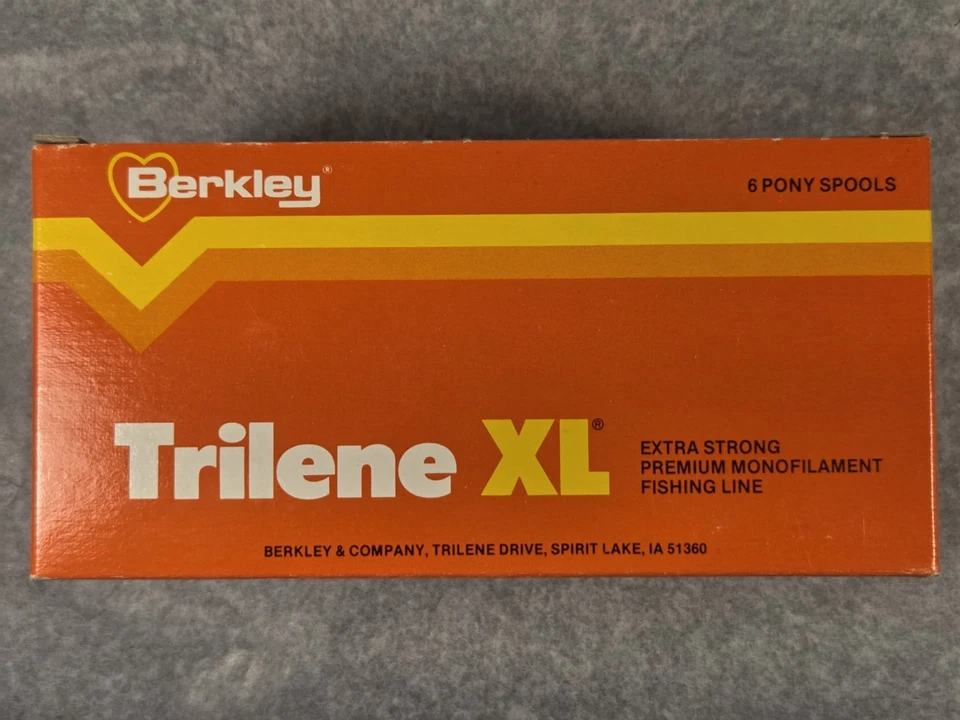 Berkley®
6 PONY SPOOLS
Trilene XL®
EXTRA STRONG
PREMIUM MONOFILAMENT
FISHING LINE
BERKLEY & COMPANY, TRILENE DRIVE, SPIRIT LAKE, IA 51360